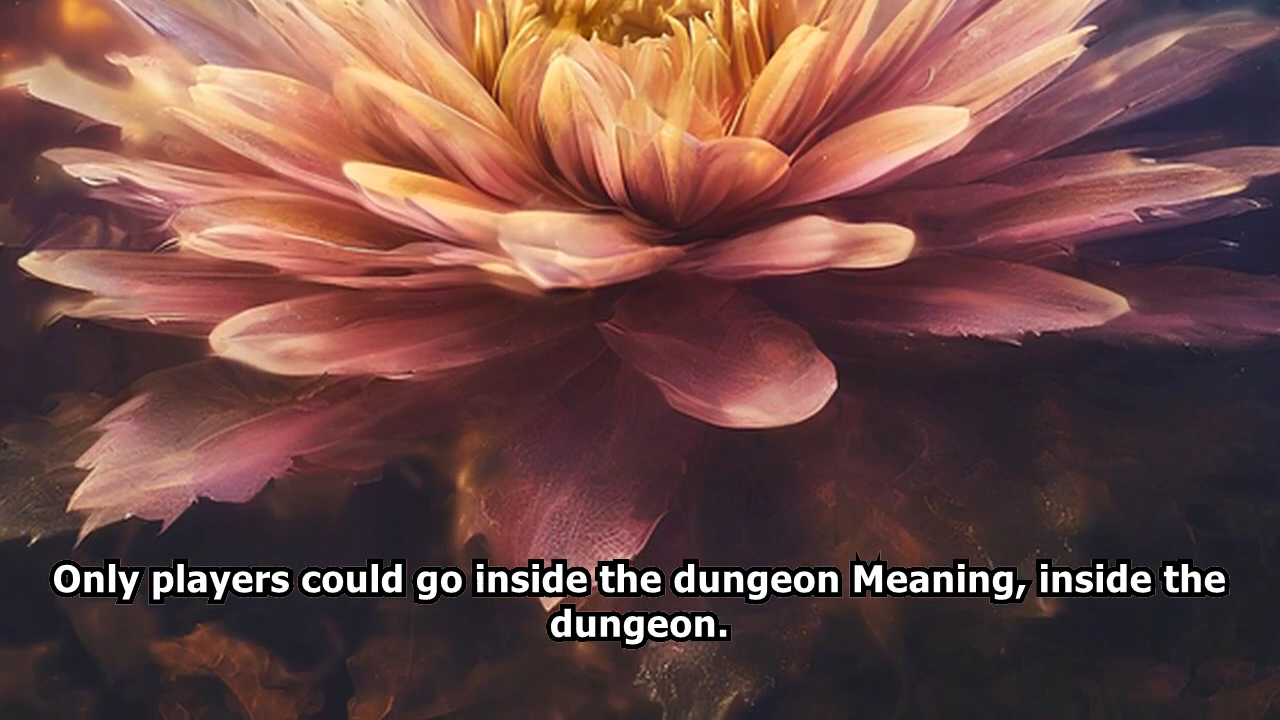 Only players could go inside the dungeon Meaning, inside the
dungeon.